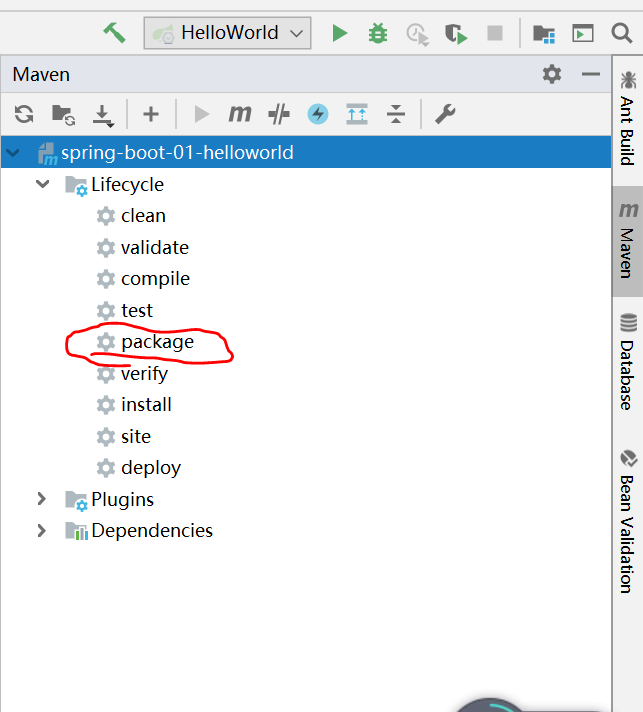 HelloWorld
Maven
m
spring-boot-01-helloworld
Lifecycle
clean
validate
compile
test
package
verify
install
site
deploy
Plugins
Dependencies
Ant Build
m
Maven
Database
Bean Validation